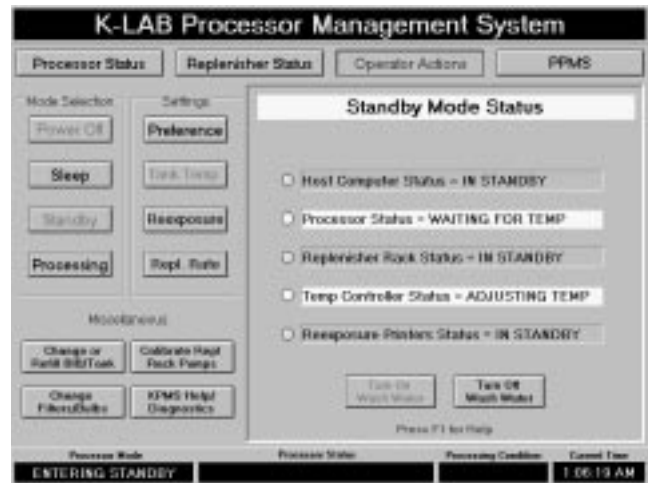 K-LAB Processor Management System
Processor Status
Replenisher Status
Operator Actions
PPMS
Mode Selection
Settings
Power Off
Preference
Sleep
Tank Temp
Standby
Reexposure
Processing
Repl. Rate
Miscellaneous
Change or
Refill Bltl/Tank
Calibrate Repl
Rack Pumps
Change
Filters/Bulbs
KPMS Help/
Diagnostics
Standby Mode Status
Host Computer Status = IN STANDBY
Processor Status = WAITING FOR TEMP
Replenisher Rack Status = IN STANDBY
Temp Controller Status = ADJUSTING TEMP
Reexposure Printers Status = IN STANDBY
Turn On
Wash Water
Turn Off
Wash Water
Press F1 for Help
Processor Mode
Processor Status
Processing Condition
Current Time
ENTERING STANDBY
1:06:19 AM